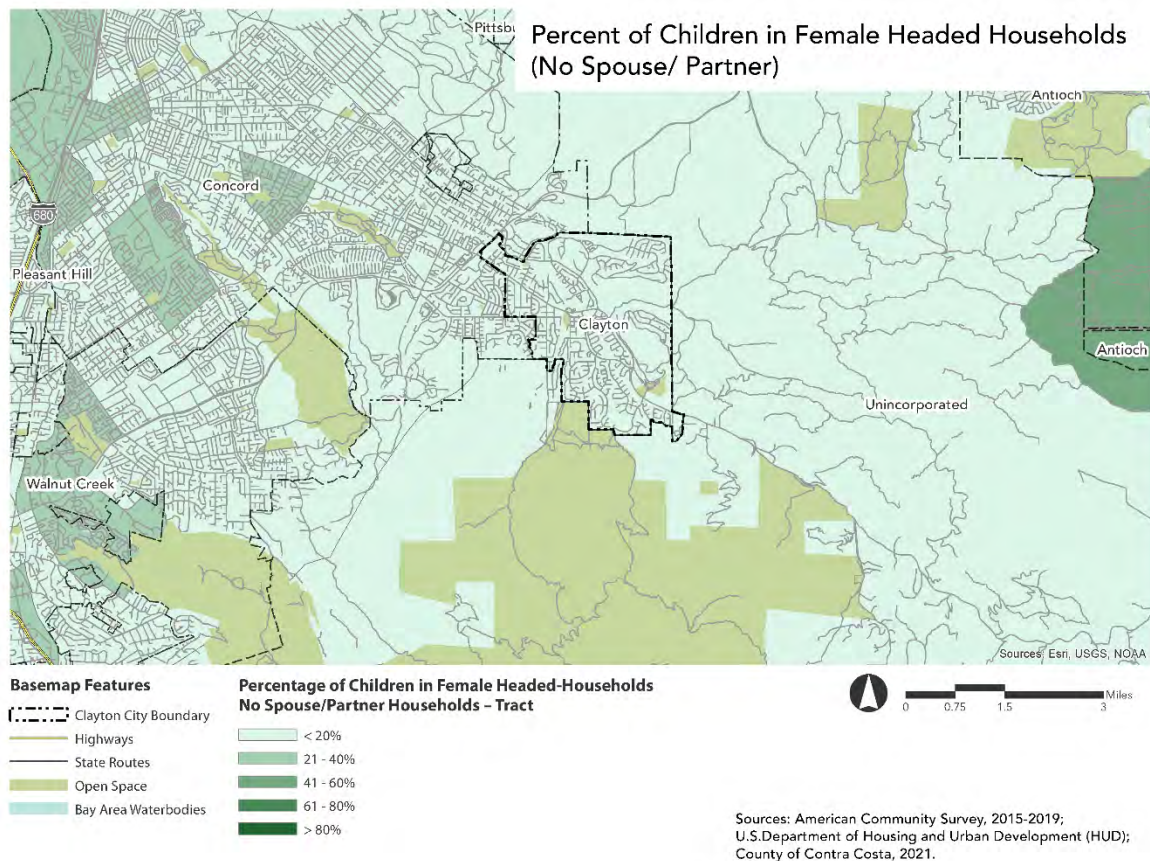 Percent of Children in Female Headed Households
(No Spouse/ Partner)
Pittsbu
Antioch
Concord
680
Pleasant Hill
Clayton
Antioch
Unincorporated
Walnut Creek
Sources: Esri, USGS, NOAA
Basemap Features
Clayton City Boundary
Highways
State Routes
Open Space
Bay Area Waterbodies
Percentage of Children in Female Headed-Households
No Spouse/Partner Households – Tract
< 20%
21 - 40%
41 - 60%
61 - 80%
> 80%
Miles
0 0.75 1.5 3
Sources: American Community Survey, 2015-2019;
U.S.Department of Housing and Urban Development (HUD);
County of Contra Costa, 2021.